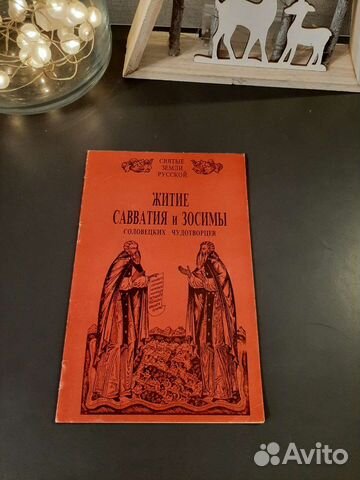 СВЯТЫЕ
ЗЕМЛИ
РУССКОЙ
ЖИТИЕ
САВВАТИЯ и ЗОСИМЫ
СОЛОВЕЦКИХ ЧУДОТВОРЦЕВ
Avito